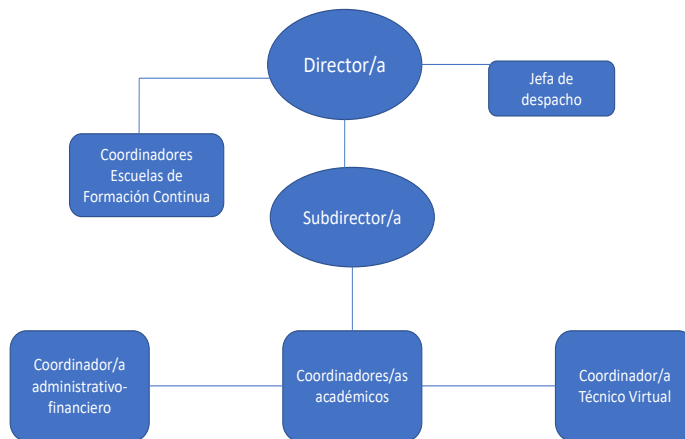 Director/a
Jefa de
despacho
Coordinadores
Escuelas de
Formación Continua
Subdirector/a
Coordinador/a
administrativo-
financiero
Coordinadores/as
académicos
Coordinador/a
Técnico Virtual